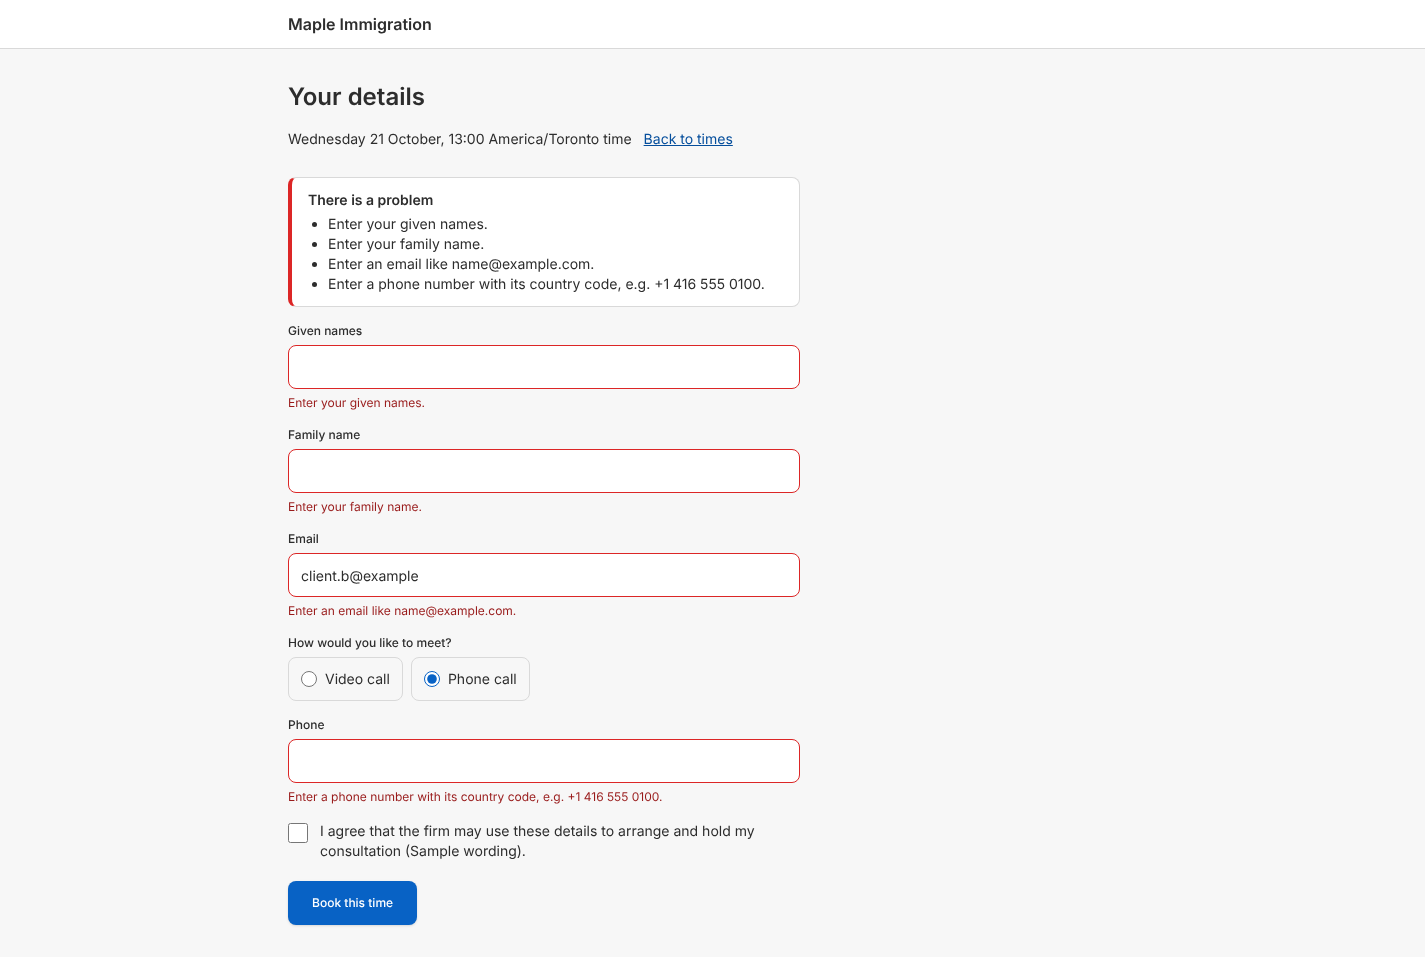 Maple Immigration
Your details
Wednesday 21 October, 13:00 America/Toronto time Back to times
There is a problem
Enter your given names.
Enter your family name.
Enter an email like name@example.com.
Enter a phone number with its country code, e.g. +1 416 555 0100.
Given names
Enter your given names.
Family name
Enter your family name.
Email
client.b@example
Enter an email like name@example.com.
How would you like to meet?
Video call Phone call
Phone
Enter a phone number with its country code, e.g. +1 416 555 0100.
I agree that the firm may use these details to arrange and hold my
consultation (Sample wording).
Book this time